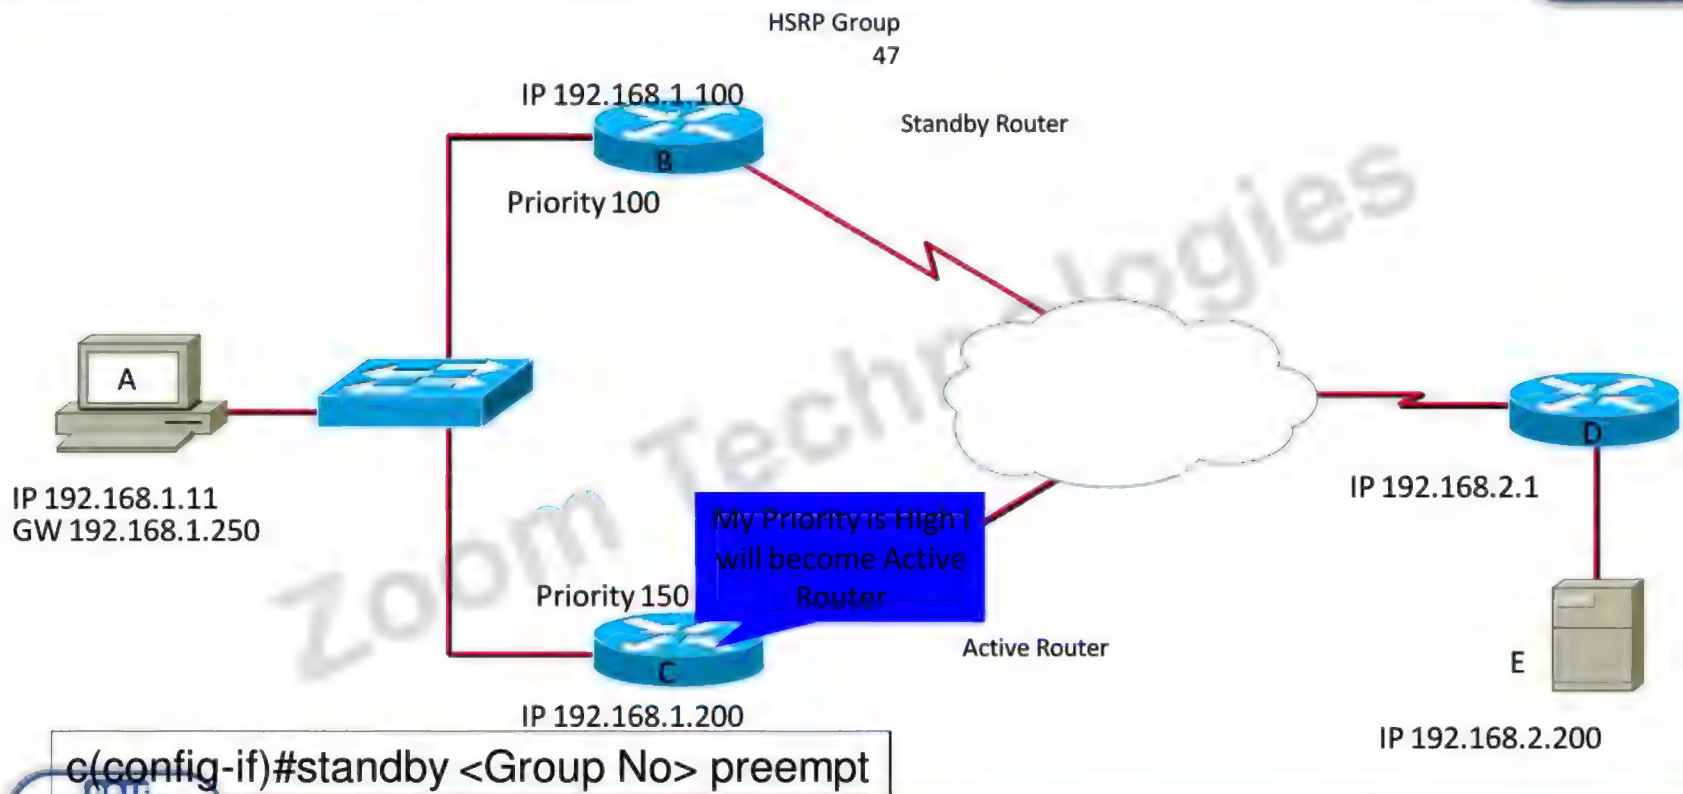 HSRP Group
47
IP 192.168.1.100
Standby Router
B
Priority 100
A
IP 192.168.1.11
GW 192.168.1.250
D
IP 192.168.2.1
My Priority is High I
will become Active
Router
Priority 150
C
Active Router
IP 192.168.1.200
E
IP 192.168.2.200
c(config-if)#standby <Group No> preempt
Zoom Technologies